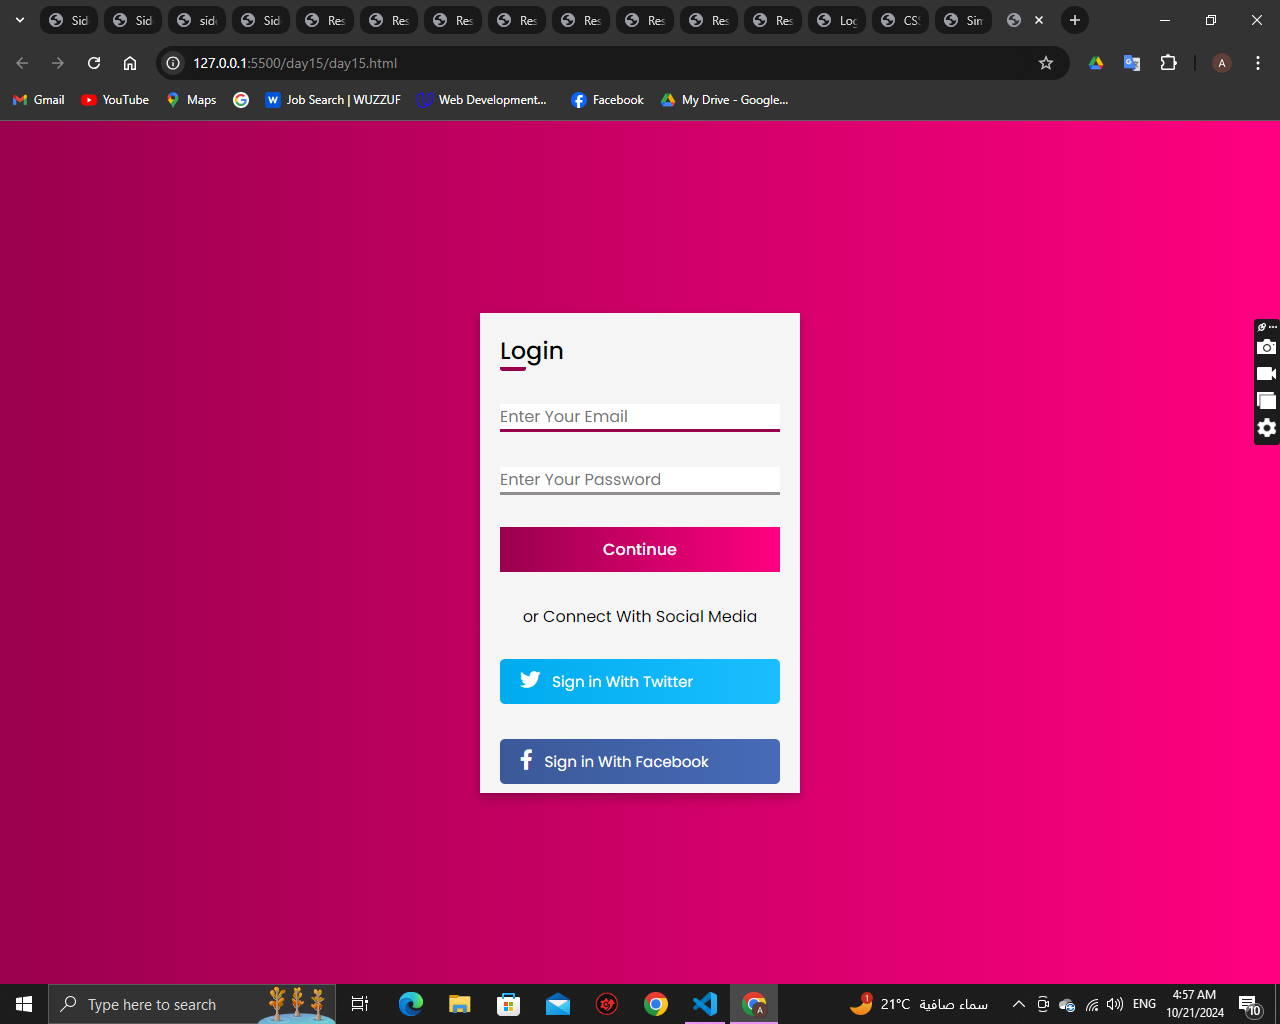 Sid
Sid
side
Sid
Res
Res
Res
Res
Res
Res
Res
Res
Log
CS
Sin
127.0.0.1:5500/day15/day15.html
A
Gmail
YouTube
Maps
Job Search | WUZZUF
Web Development...
Facebook
My Drive - Google...
Login
Enter Your Email
Enter Your Password
Continue
or Connect With Social Media
Sign in With Twitter
Sign in With Facebook
Type here to search
1
21°C
سماء صافية
ENG
4:57 AM
10/21/2024
10